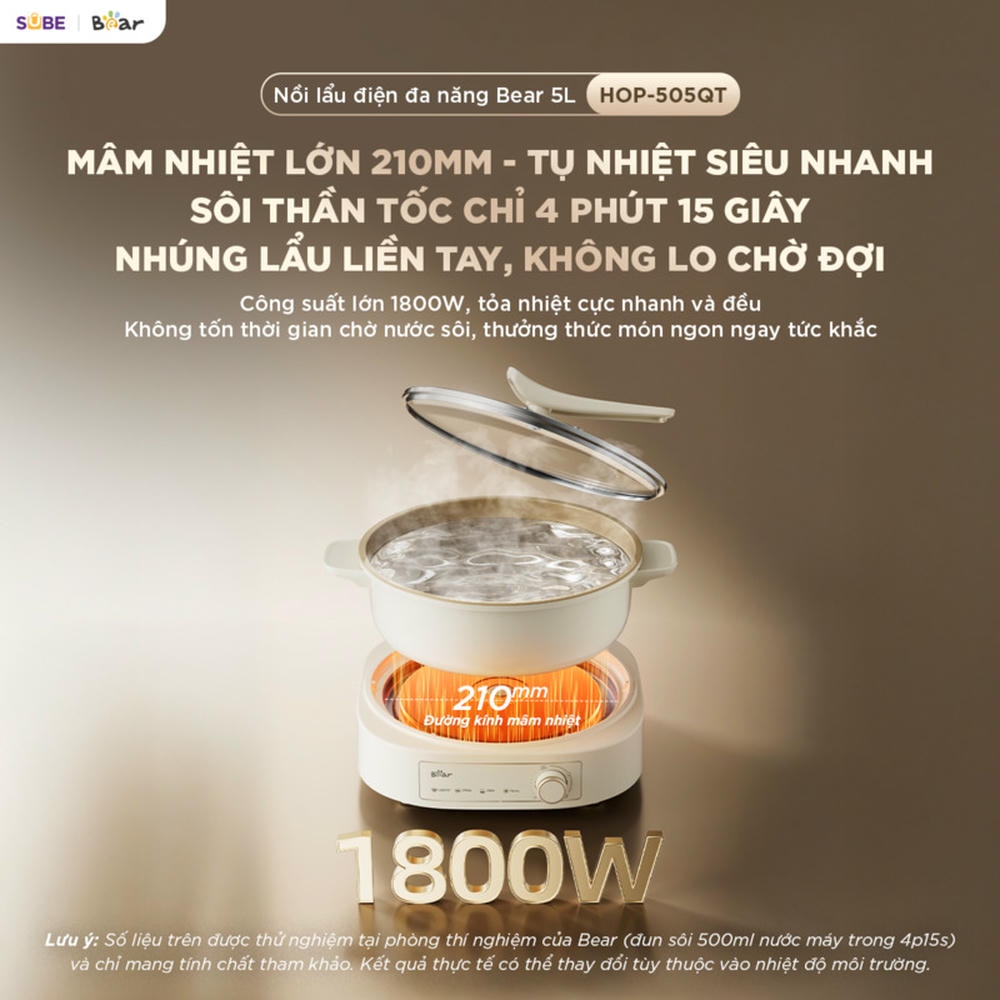 SUBE | Bear
Nồi lẩu điện đa năng Bear 5L HOP-505QT
MÂM NHIỆT LỚN 210MM - TỤ NHIỆT SIÊU NHANH
SÔI THẦN TỐC CHỈ 4 PHÚT 15 GIÂY
NHÚNG LẨU LIỀN TAY, KHÔNG LO CHỜ ĐỢI
Công suất lớn 1800W, tỏa nhiệt cực nhanh và đều
Không tốn thời gian chờ nước sôi, thưởng thức món ngon ngay tức khắc
210mm
Đường kính mâm nhiệt
Bear
1800W
Lưu ý: Số liệu trên được thử nghiệm tại phòng thí nghiệm của Bear (đun sôi 500ml nước máy trong 4p15s)
và chỉ mang tính chất tham khảo. Kết quả thực tế có thể thay đổi tùy thuộc vào nhiệt độ môi trường.